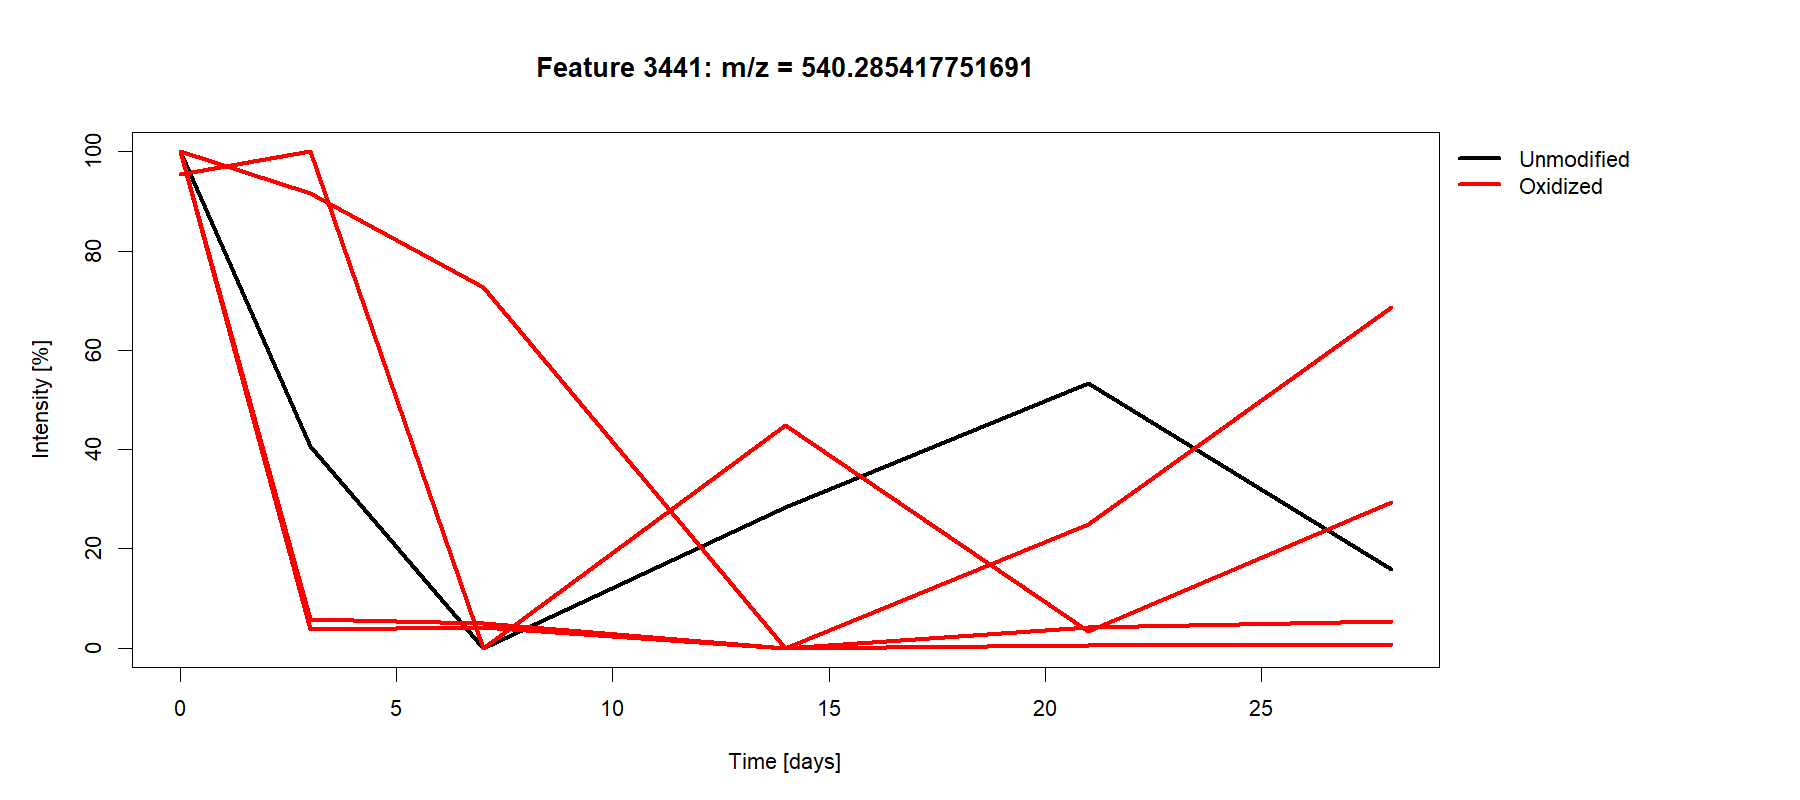 Feature 3441: m/z = 540.285417751691
Unmodified
Oxidized
Intensity [%]
100
80
60
40
20
0
0 5 10 15 20 25
Time [days]